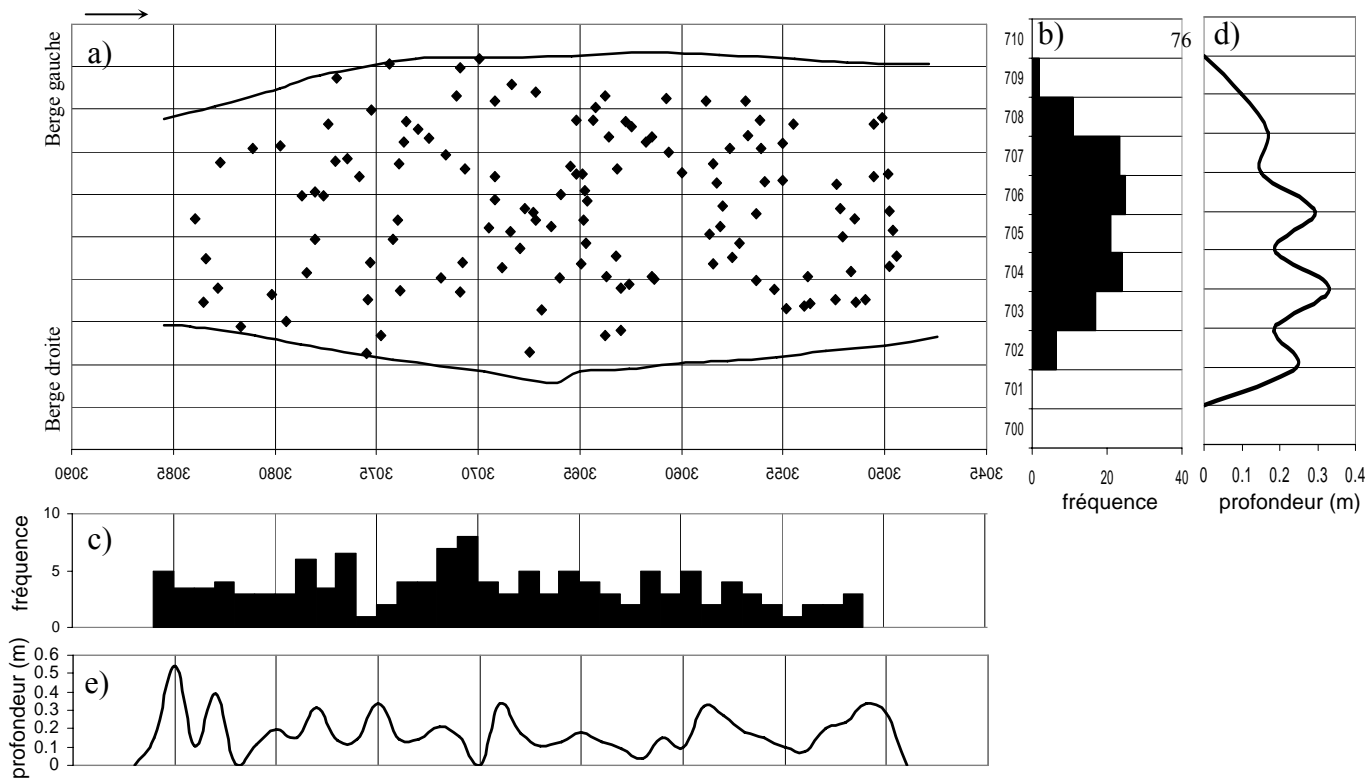 a)
Berge gauche
Berge droite
3090 3085 3080 3075 3070 3065 3060 3055 3050 3045
b)
76
710
709
708
707
706
705
704
703
702
701
700
0 20 40
fréquence
d)
0 0.1 0.2 0.3 0.4
profondeur (m)
c)
fréquence
10
5
0
e)
profondeur (m)
0.6
0.5
0.4
0.3
0.2
0.1
0